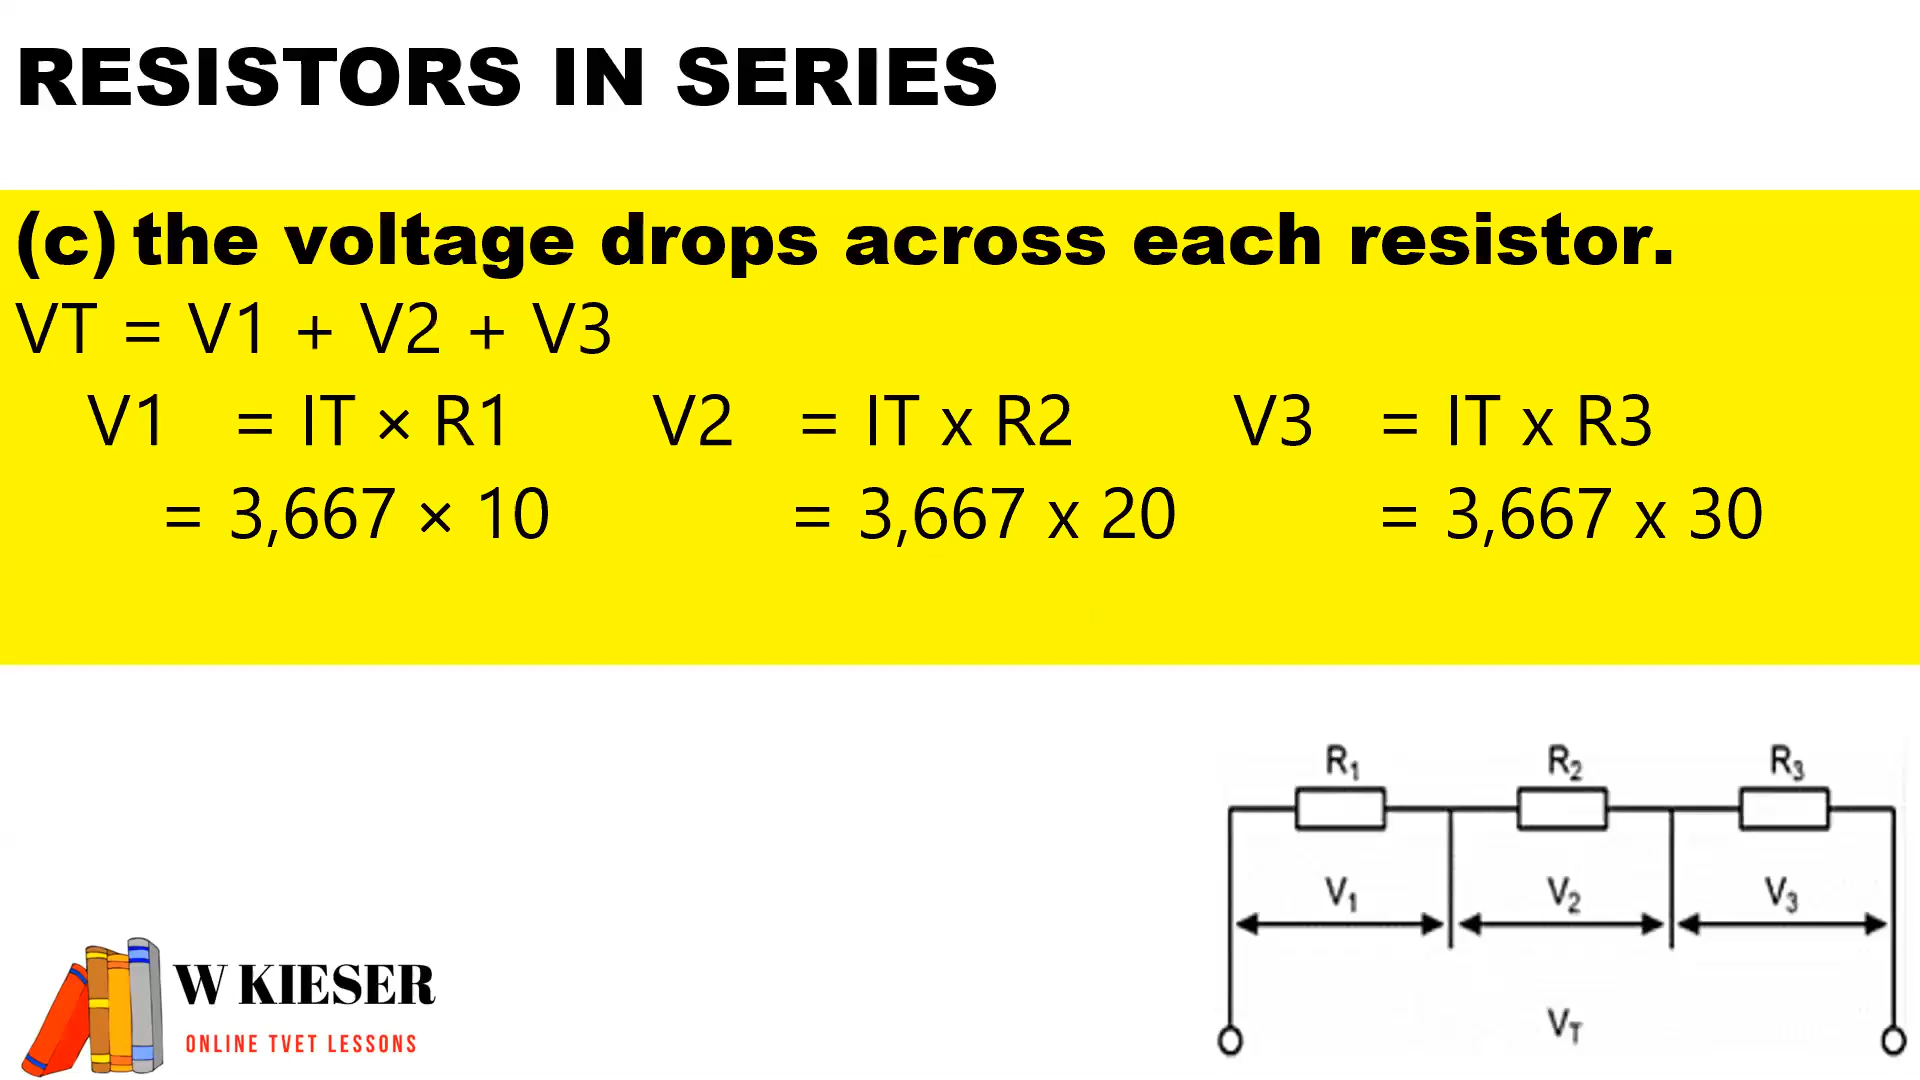 RESISTORS IN SERIES
(c) the voltage drops across each resistor.
VT = V1 + V2 + V3
V1 = IT × R1 V2 = IT x R2 V3 = IT x R3
= 3,667 × 10 = 3,667 x 20 = 3,667 x 30
R1 R2 R3
V1 V2 V3
VT
W KIESER
ONLINE TVET LESSONS